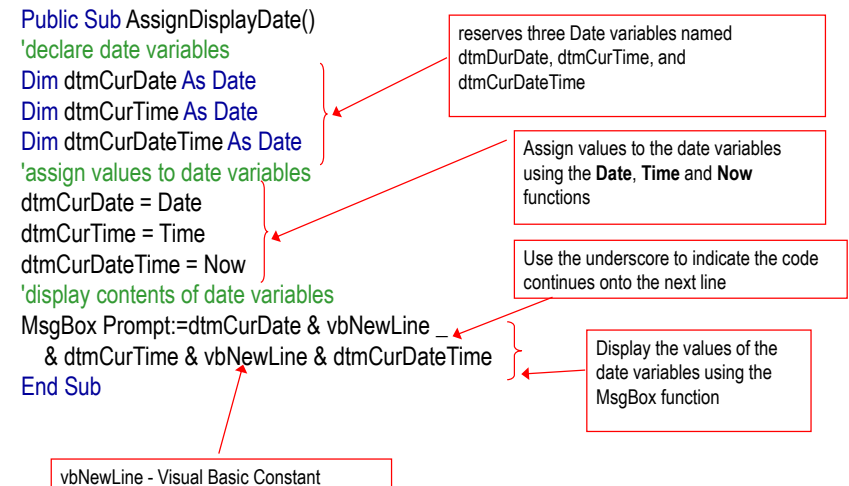 Public Sub AssignDisplayDate()
'declare date variables
Dim dtmCurDate As Date
Dim dtmCurTime As Date
Dim dtmCurDateTime As Date
'assign values to date variables
dtmCurDate = Date
dtmCurTime = Time
dtmCurDateTime = Now
'display contents of date variables
MsgBox Prompt:=dtmCurDate & vbNewLine _
& dtmCurTime & vbNewLine & dtmCurDateTime
End Sub
reserves three Date variables named
dtmDurDate, dtmCurTime, and
dtmCurDateTime
Assign values to the date variables
using the Date, Time and Now
functions
Use the underscore to indicate the code
continues onto the next line
Display the values of the
date variables using the
MsgBox function
vbNewLine - Visual Basic Constant